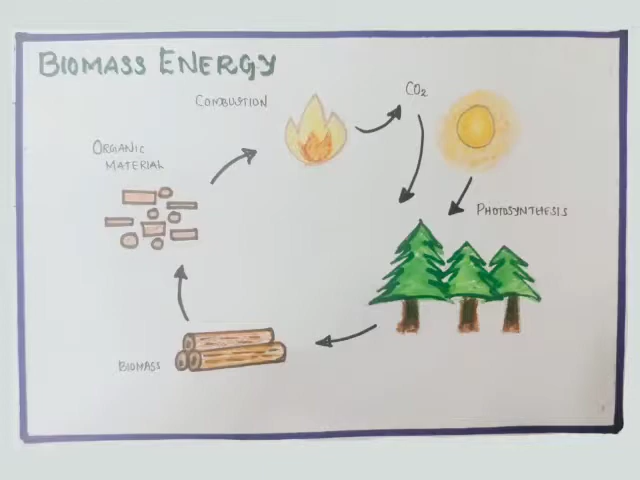 BIOMASS ENERGY
COMBUSTION
CO₂
ORGANIC
MATERIAL
PHOTOSYNTHESIS
BIOMASS